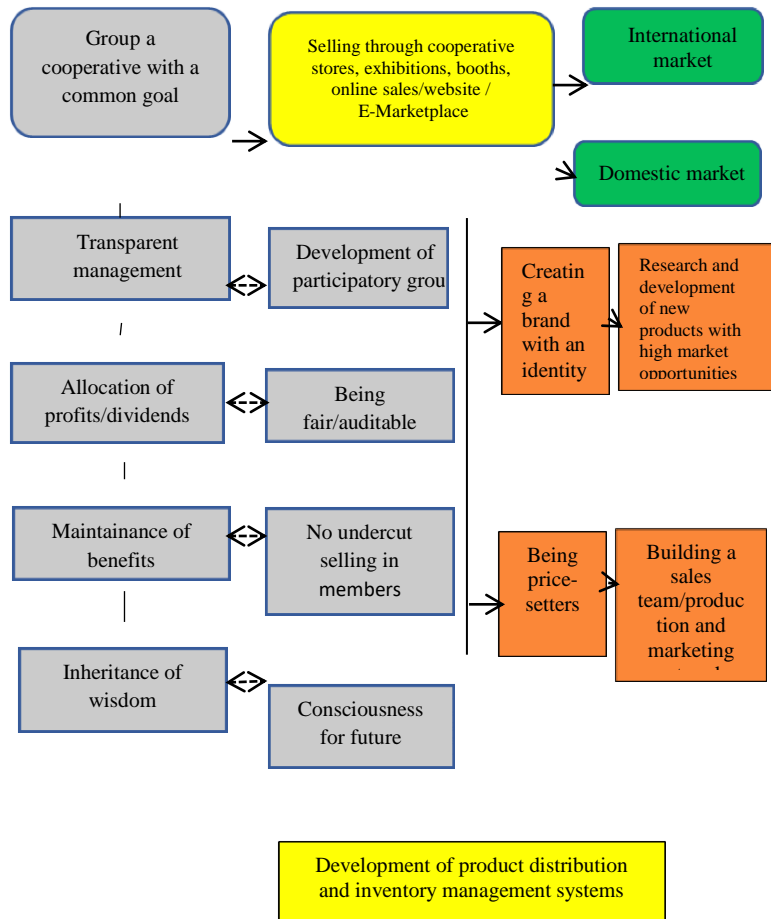 Group a
cooperative with a
common goal
Selling through cooperative
stores, exhibitions, booths,
online sales/website /
E-Marketplace
International
market
Domestic market
Transparent
management
Development of
participatory grou
Creatin
g a
brand
with an
identity
Research and
development
of new
products with
high market
opportunities
Allocation of
profits/dividends
Being
fair/auditable
Maintainance of
benefits
No undercut
selling in
members
Being
price-
setters
Building a
sales
team/produc
tion and
marketing
Inheritance of
wisdom
Consciousness
for future
Development of product distribution
and inventory management systems